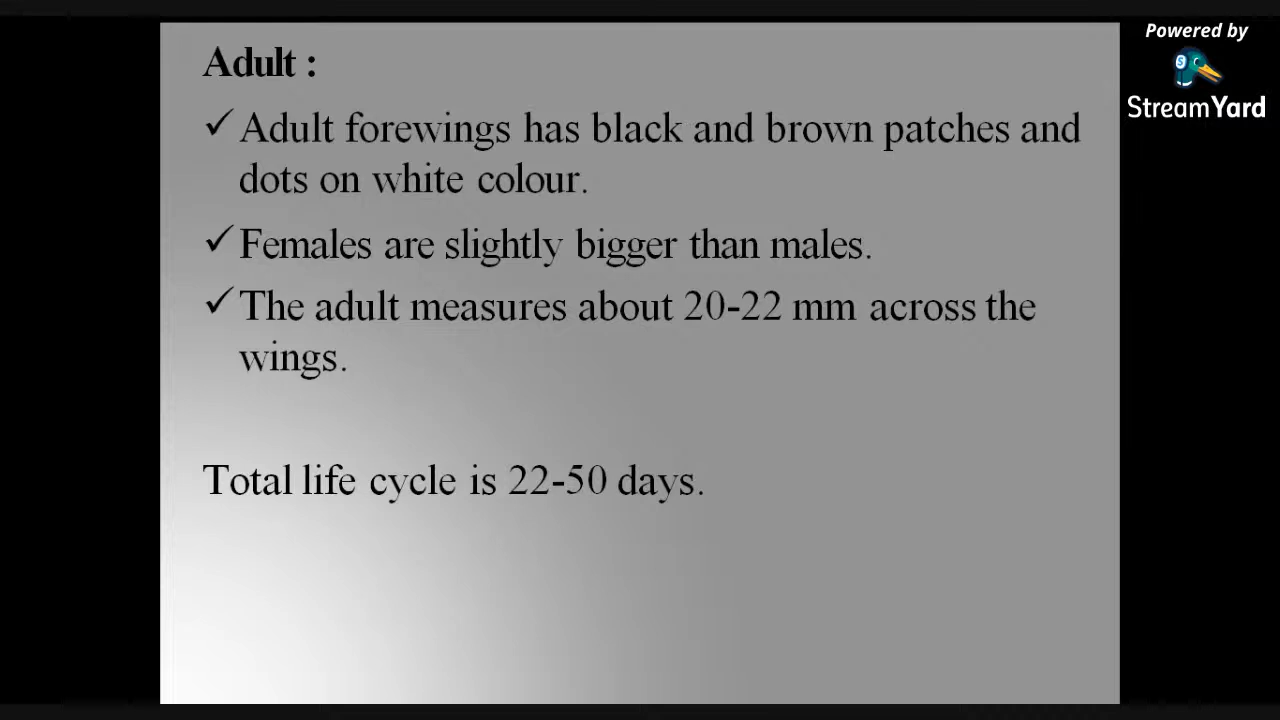 Powered by
StreamYard
Adult :
✓ Adult forewings has black and brown patches and
dots on white colour.
✓ Females are slightly bigger than males.
✓ The adult measures about 20-22 mm across the
wings.
Total life cycle is 22-50 days.